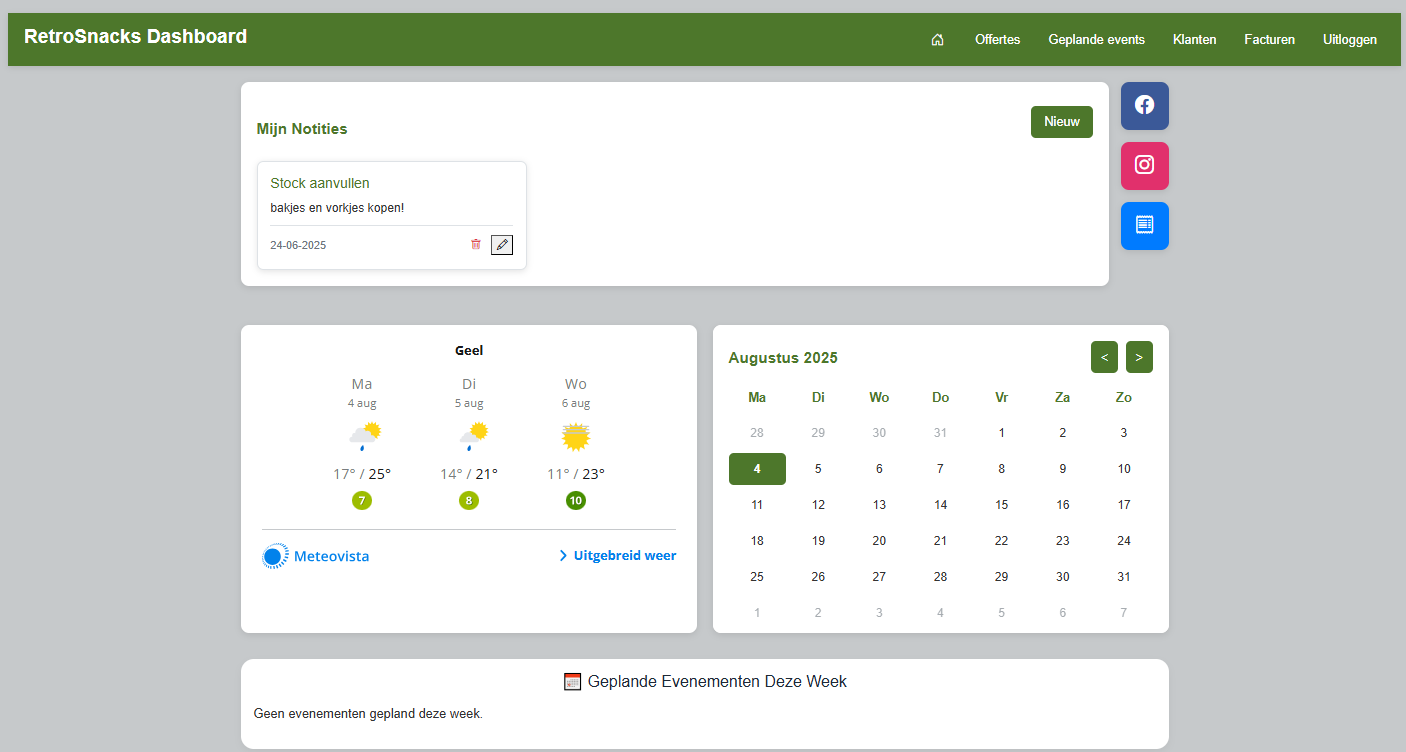 RetroSnacks Dashboard
Offertes Geplande events Klanten Facturen Uitloggen
Mijn Notities
Nieuw
Stock aanvullen
bakjes en vorkjes kopen!
24-06-2025
Geel
Ma Di Wo
4 aug 5 aug 6 aug
17° / 25° 14° / 21° 11° / 23°
7 8 10
Meteovista
Uitgebreid weer
Augustus 2025
< >
Ma Di Wo Do Vr Za Zo
28 29 30 31 1 2 3
4 5 6 7 8 9 10
11 12 13 14 15 16 17
18 19 20 21 22 23 24
25 26 27 28 29 30 31
1 2 3 4 5 6 7
Geplande Evenementen Deze Week
Geen evenementen gepland deze week.